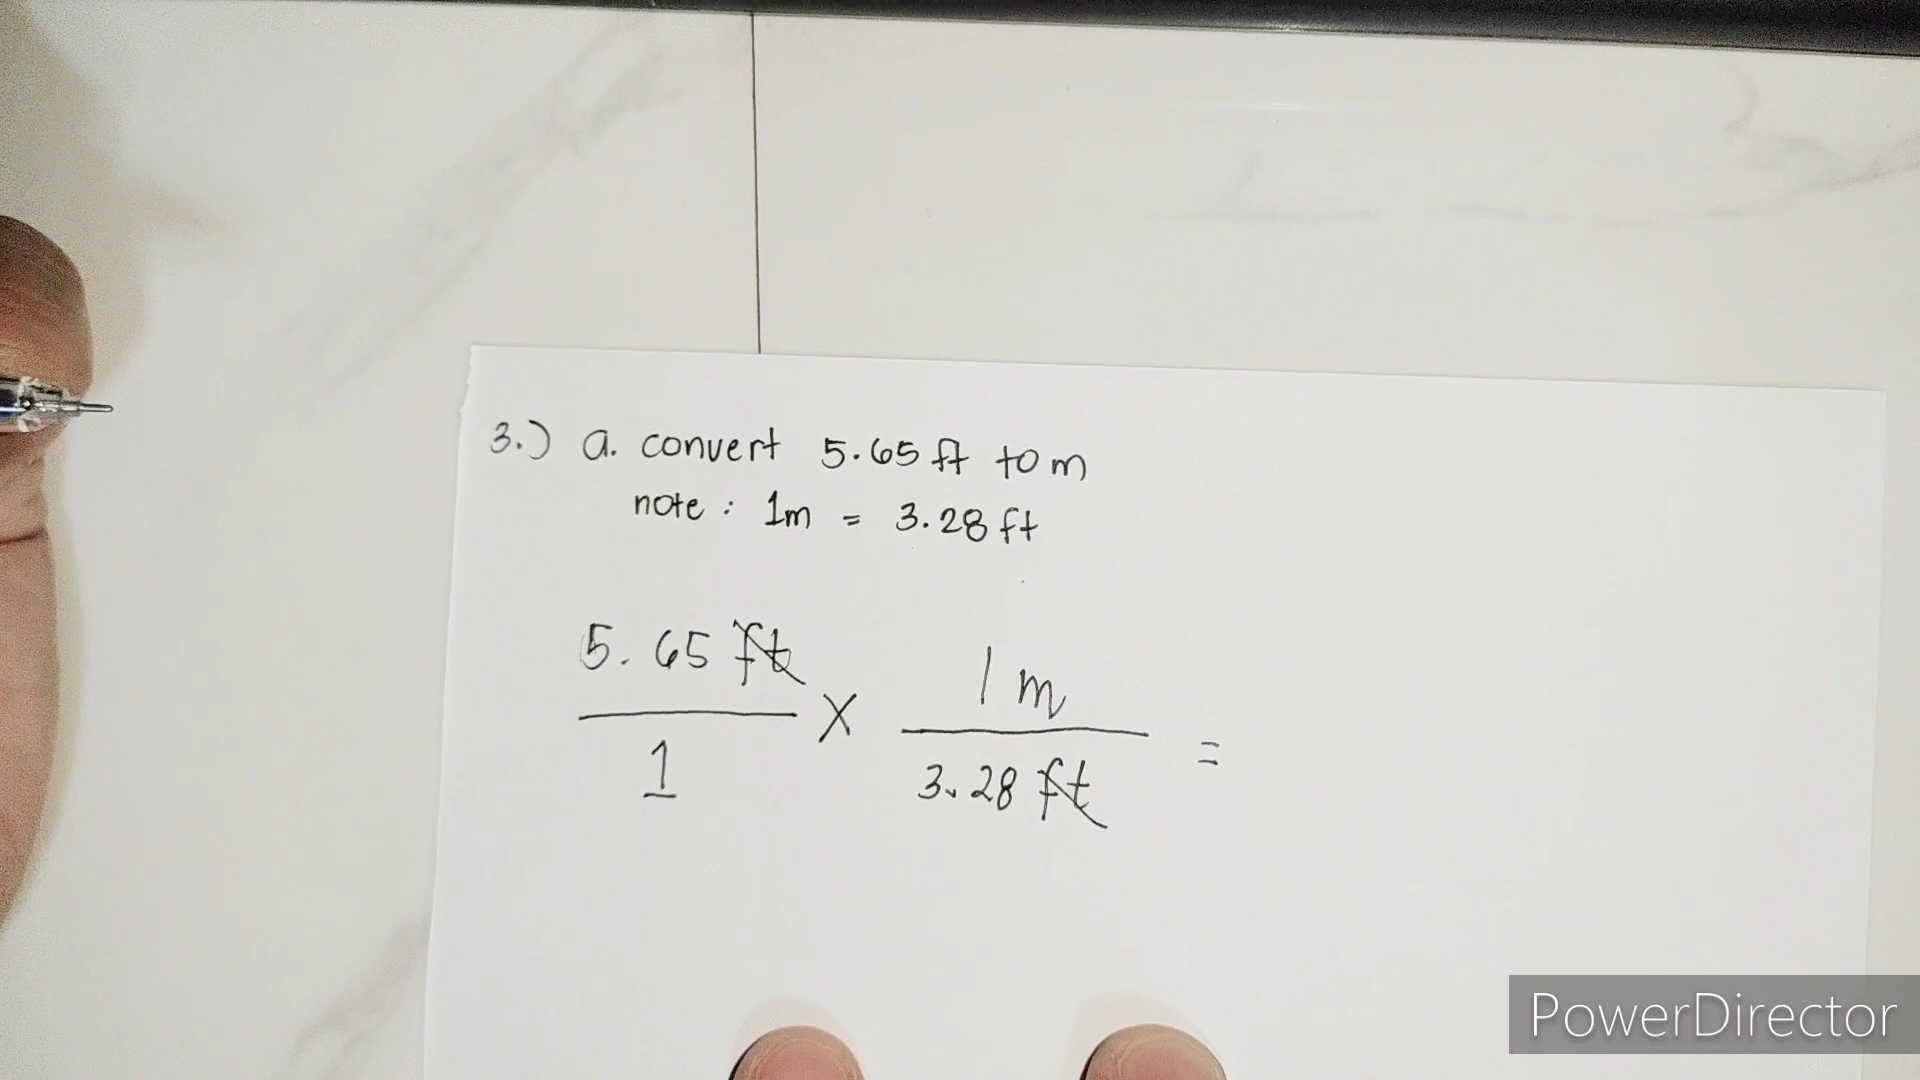 3.) a. convert 5.65 ft to m
note : 1m = 3.28 ft
5.65 ft / 1 x 1 m / 3.28 ft =
PowerDirector